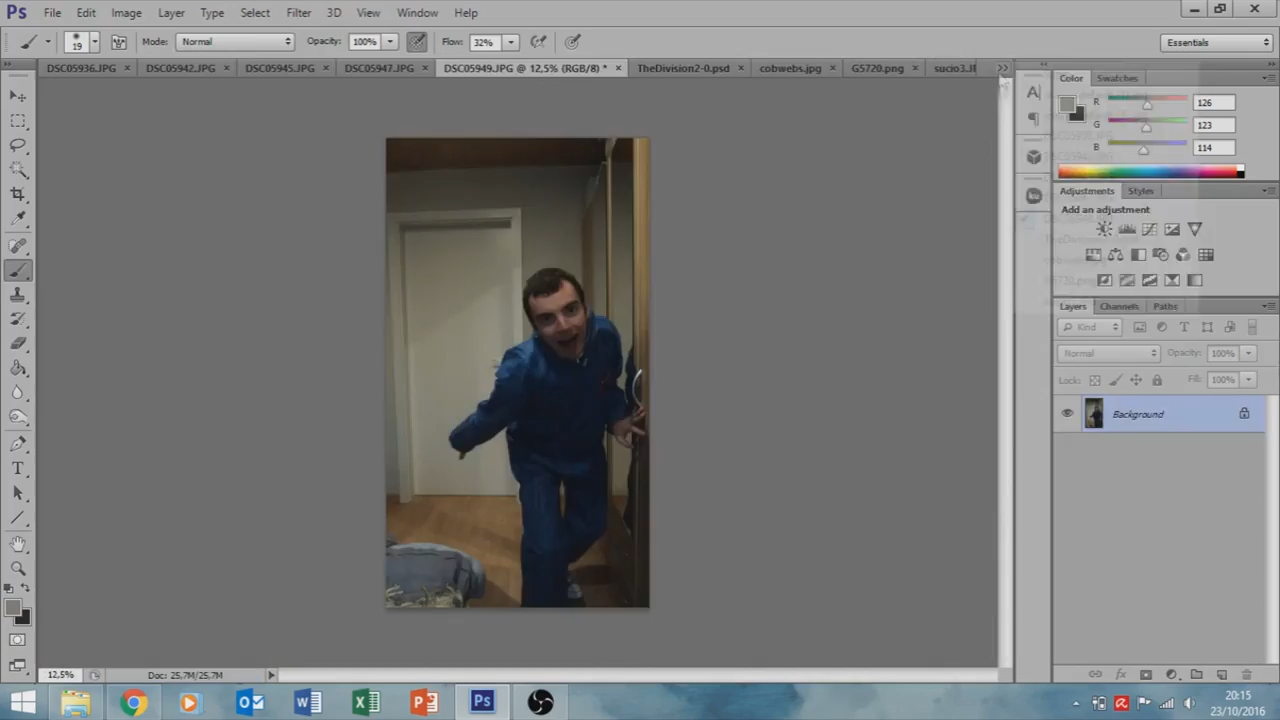 Ps File Edit Image Layer Type Select Filter 3D View Window Help
19 Mode: Normal Opacity: 100% Flow: 32% Essentials
DSC05936.JPG × DSC05942.JPG × DSC05945.JPG × DSC05947.JPG × DSC05949.JPG @ 12,5% (RGB/8) * × TheDivision2-0.psd × cobwebs.jpg × G5720.png ×
Color Swatches
R 126
G 123
B 114
Adjustments Styles
Add an adjustment
Layers Channels Paths
Kind
Normal Opacity: 100%
Lock: Fill: 100%
Background
12,5% Doc: 25,7M/25,7M
20:15
23/10/2016